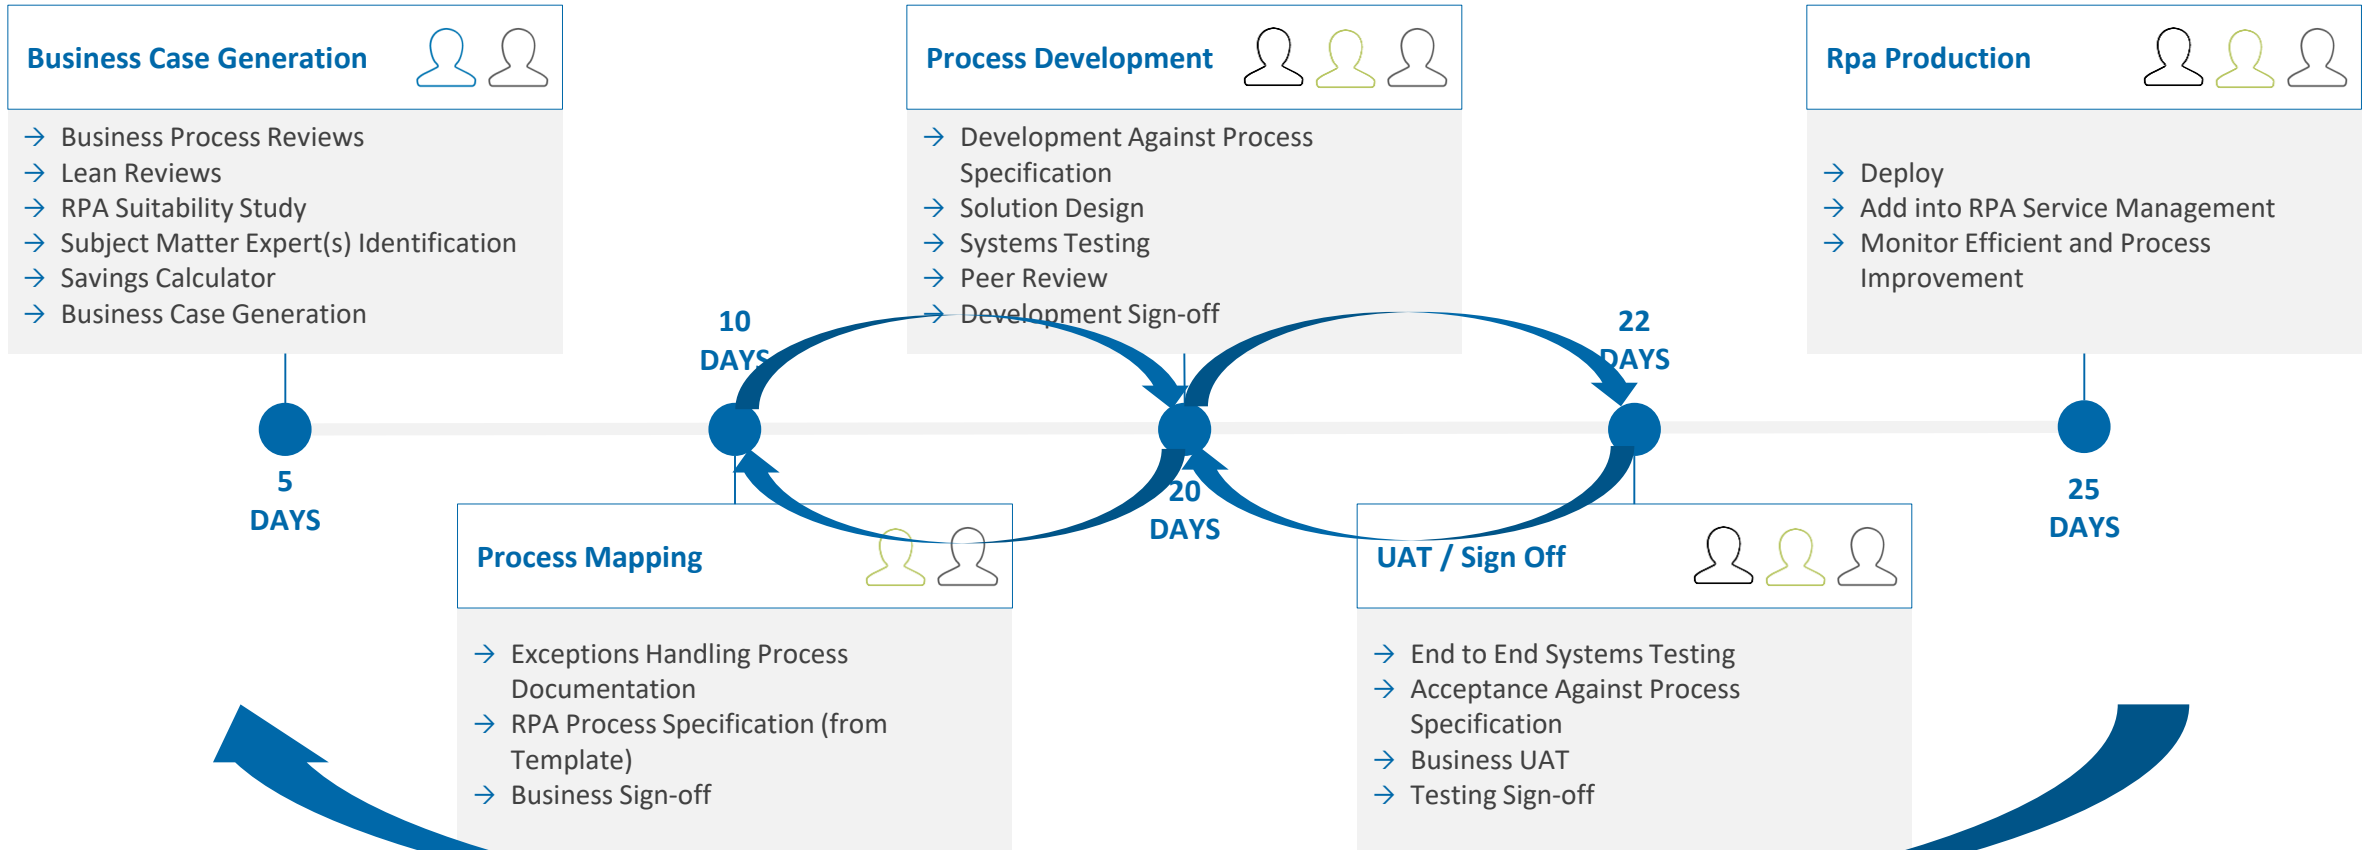 Business Case Generation
→ Business Process Reviews
→ Lean Reviews
→ RPA Suitability Study
→ Subject Matter Expert(s) Identification
→ Savings Calculator
→ Business Case Generation
5
DAYS
10
DAYS
Process Mapping
→ Exceptions Handling Process
Documentation
→ RPA Process Specification (from
Template)
→ Business Sign-off
Process Development
→ Development Against Process
Specification
→ Solution Design
→ Systems Testing
→ Peer Review
→ Development Sign-off
20
DAYS
22
DAYS
UAT / Sign Off
→ End to End Systems Testing
→ Acceptance Against Process
Specification
→ Business UAT
→ Testing Sign-off
Rpa Production
→ Deploy
→ Add into RPA Service Management
→ Monitor Efficient and Process
Improvement
25
DAYS